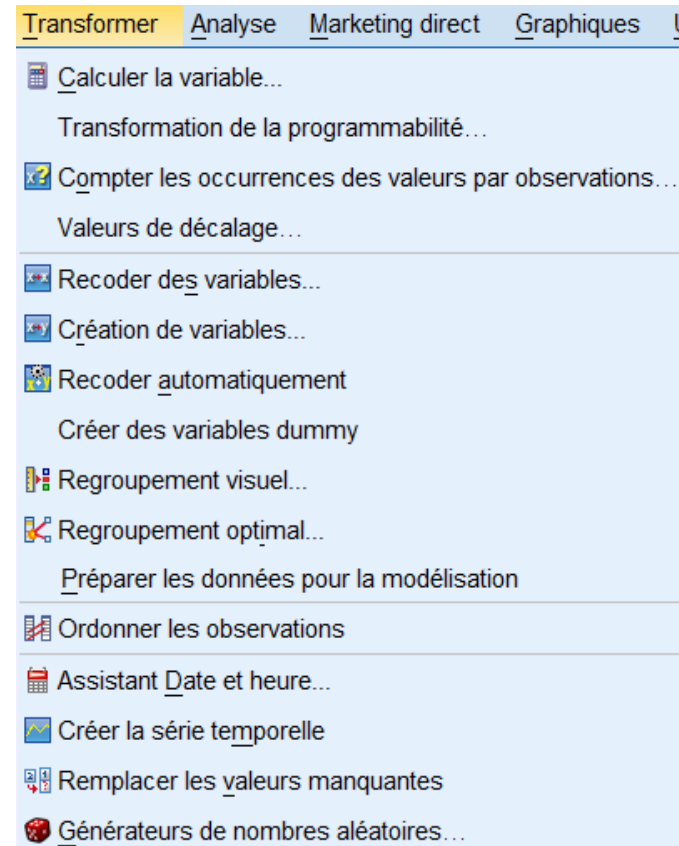 Transformer Analyse Marketing direct Graphiques
Calculer la variable...
Transformation de la programmabilité...
Compter les occurrences des valeurs par observations...
Valeurs de décalage...
Recoder des variables...
Création de variables...
Recoder automatiquement
Créer des variables dummy
Regroupement visuel...
Regroupement optimal...
Préparer les données pour la modélisation
Ordonner les observations
Assistant Date et heure...
Créer la série temporelle
Remplacer les valeurs manquantes
Générateurs de nombres aléatoires...